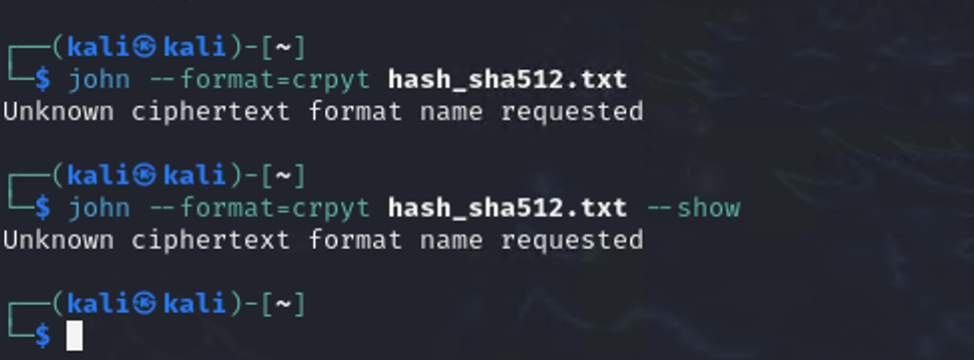 ┌──(kali㉿kali)-[~]
└─$ john --format=crpyt hash_sha512.txt
Unknown ciphertext format name requested
┌──(kali㉿kali)-[~]
└─$ john --format=crpyt hash_sha512.txt --show
Unknown ciphertext format name requested
┌──(kali㉿kali)-[~]
└─$